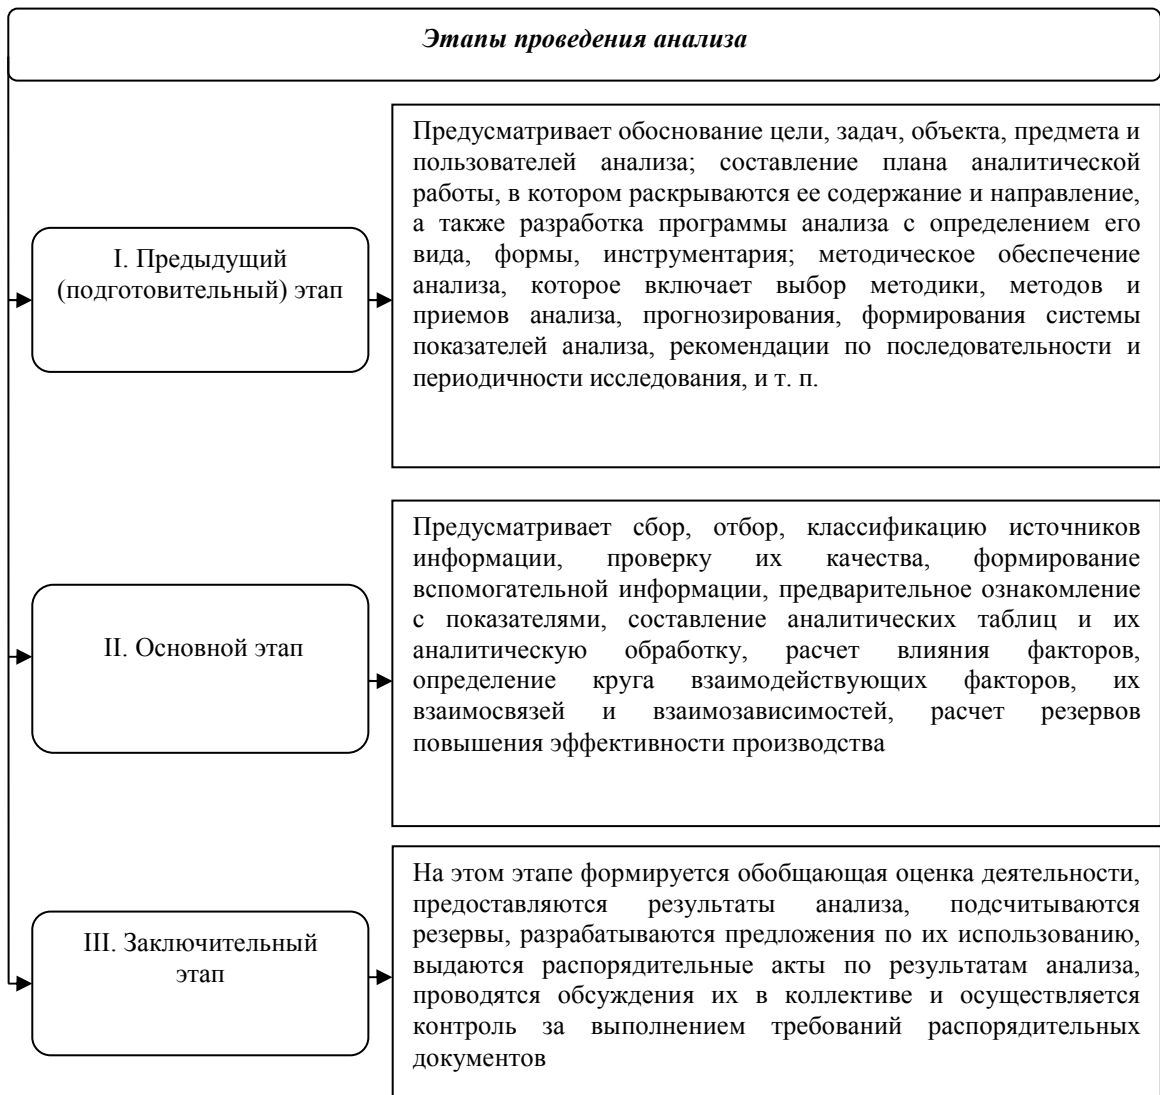 Этапы проведения анализа
I. Предыдущий
(подготовительный) этап
Предусматривает обоснование цели, задач, объекта, предмета и
пользователей анализа; составление плана аналитической
работы, в котором раскрываются ее содержание и направление,
а также разработка программы анализа с определением его
вида, формы, инструментария; методическое обеспечение
анализа, которое включает выбор методики, методов и
приемов анализа, прогнозирования, формирования системы
показателей анализа, рекомендации по последовательности и
периодичности исследования, и т. п.
II. Основной этап
Предусматривает сбор, отбор, классификацию источников
информации, проверку их качества, формирование
вспомогательной информации, предварительное ознакомление
с показателями, составление аналитических таблиц и их
аналитическую обработку, расчет влияния факторов,
определение круга взаимодействующих факторов, их
взаимосвязей и взаимозависимостей, расчет резервов
повышения эффективности производства
III. Заключительный
этап
На этом этапе формируется обобщающая оценка деятельности,
предоставляются результаты анализа, подсчитываются
резервы, разрабатываются предложения по их использованию,
выдаются распорядительные акты по результатам анализа,
проводятся обсуждения их в коллективе и осуществляется
контроль за выполнением требований распорядительных
документов